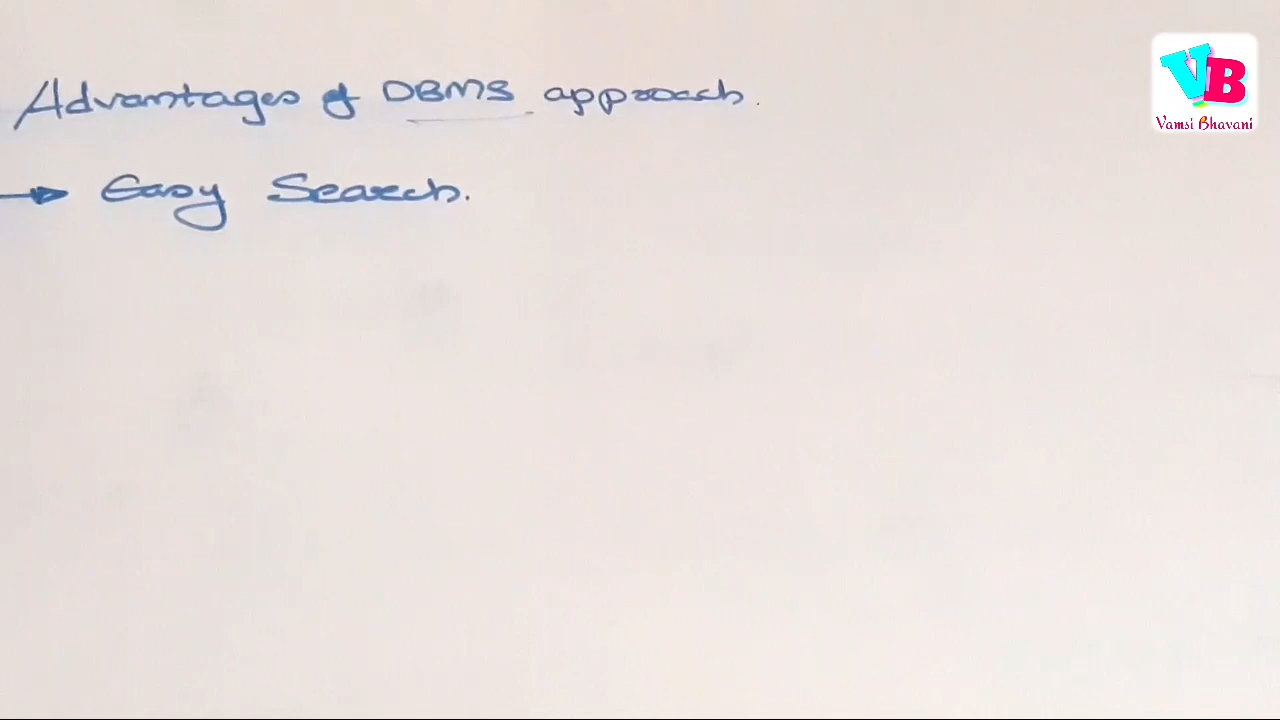 Advantages of DBMS approach.
→ Easy Search.
VB
Vamsi Bhavani